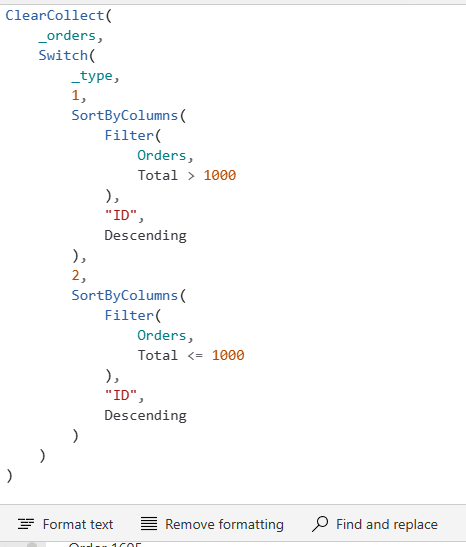 ClearCollect(
    _orders,
    Switch(
        _type,
        1,
        SortByColumns(
            Filter(
                Orders,
                Total > 1000
            ),
            "ID",
            Descending
        ),
        2,
        SortByColumns(
            Filter(
                Orders,
                Total <= 1000
            ),
            "ID",
            Descending
        )
    )
)
Format text Remove formatting Find and replace